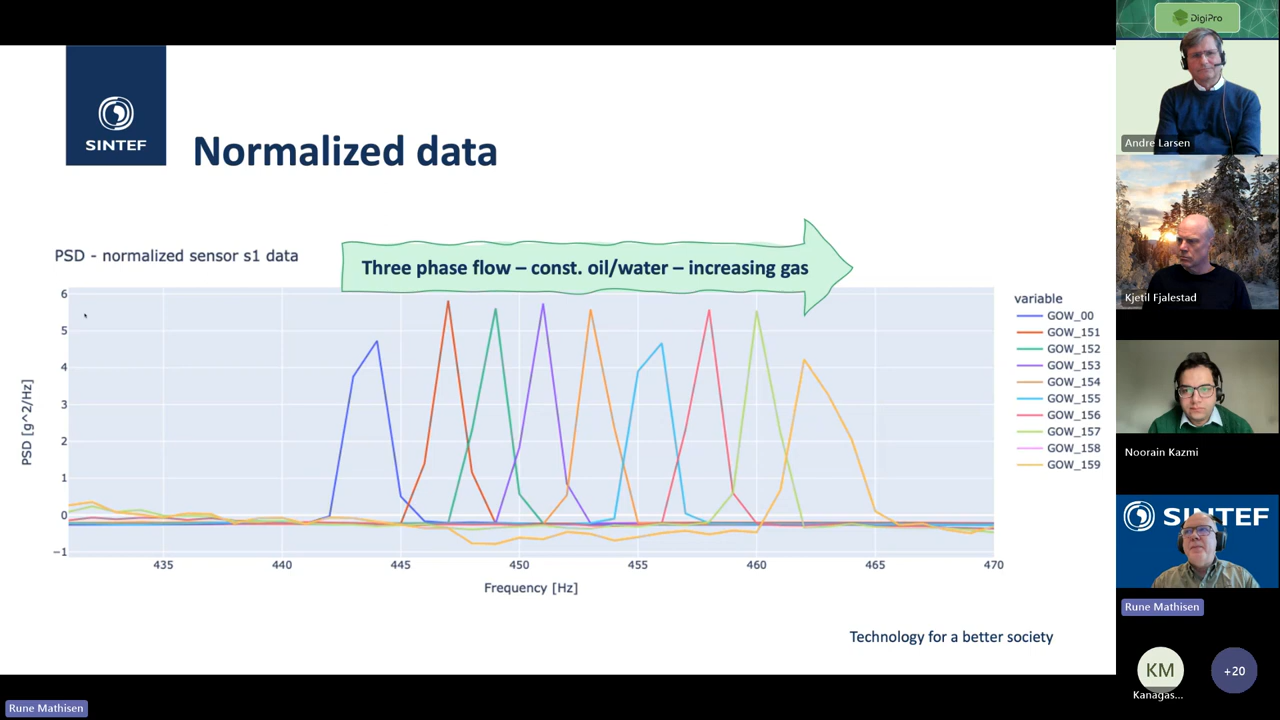 SINTEF
Normalized data
PSD - normalized sensor s1 data
Three phase flow – const. oil/water – increasing gas
6
5
4
3
2
1
0
−1
PSD [g^2/Hz]
435
440
445
450
455
460
465
470
Frequency [Hz]
variable
GOW_00
GOW_151
GOW_152
GOW_153
GOW_154
GOW_155
GOW_156
GOW_157
GOW_158
GOW_159
Technology for a better society
Rune Mathisen
DigiPro
Andre Larsen
Kjetil Fjalestad
Noorain Kazmi
SINTEF
Rune Mathisen
KM
Kanagas...
+20